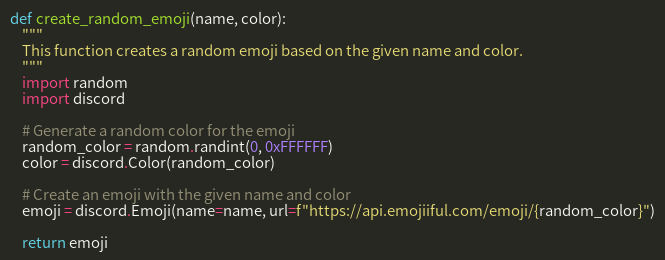 def create_random_emoji(name, color):
    """
    This function creates a random emoji based on the given name and color.
    """
    import random
    import discord

    # Generate a random color for the emoji
    random_color = random.randint(0, 0xFFFFFF)
    color = discord.Color(random_color)

    # Create an emoji with the given name and color
    emoji = discord.Emoji(name=name, url=f"https://api.emojiiful.com/emoji/{random_color}")

    return emoji